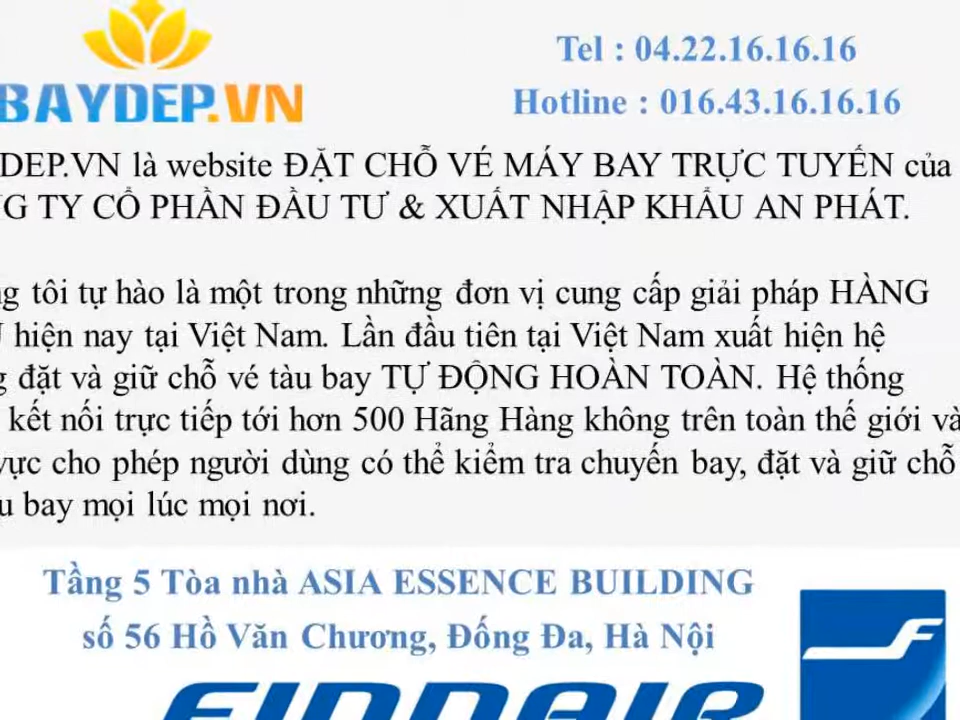 BAYDEP.VN
Tel : 04.22.16.16.16
Hotline : 016.43.16.16.16
DEP.VN là website ĐẶT CHỖ VÉ MÁY BAY TRỰC TUYẾN của
G TY CỔ PHẦN ĐẦU TƯ & XUẤT NHẬP KHẨU AN PHÁT.
g tôi tự hào là một trong những đơn vị cung cấp giải pháp HÀNG
hiện nay tại Việt Nam. Lần đầu tiên tại Việt Nam xuất hiện hệ
g đặt và giữ chỗ vé tàu bay TỰ ĐỘNG HOÀN TOÀN. Hệ thống
kết nối trực tiếp tới hơn 500 Hãng Hàng không trên toàn thế giới và
vực cho phép người dùng có thể kiểm tra chuyến bay, đặt và giữ chỗ
u bay mọi lúc mọi nơi.
Tầng 5 Tòa nhà ASIA ESSENCE BUILDING
số 56 Hồ Văn Chương, Đống Đa, Hà Nội
FINNAIR